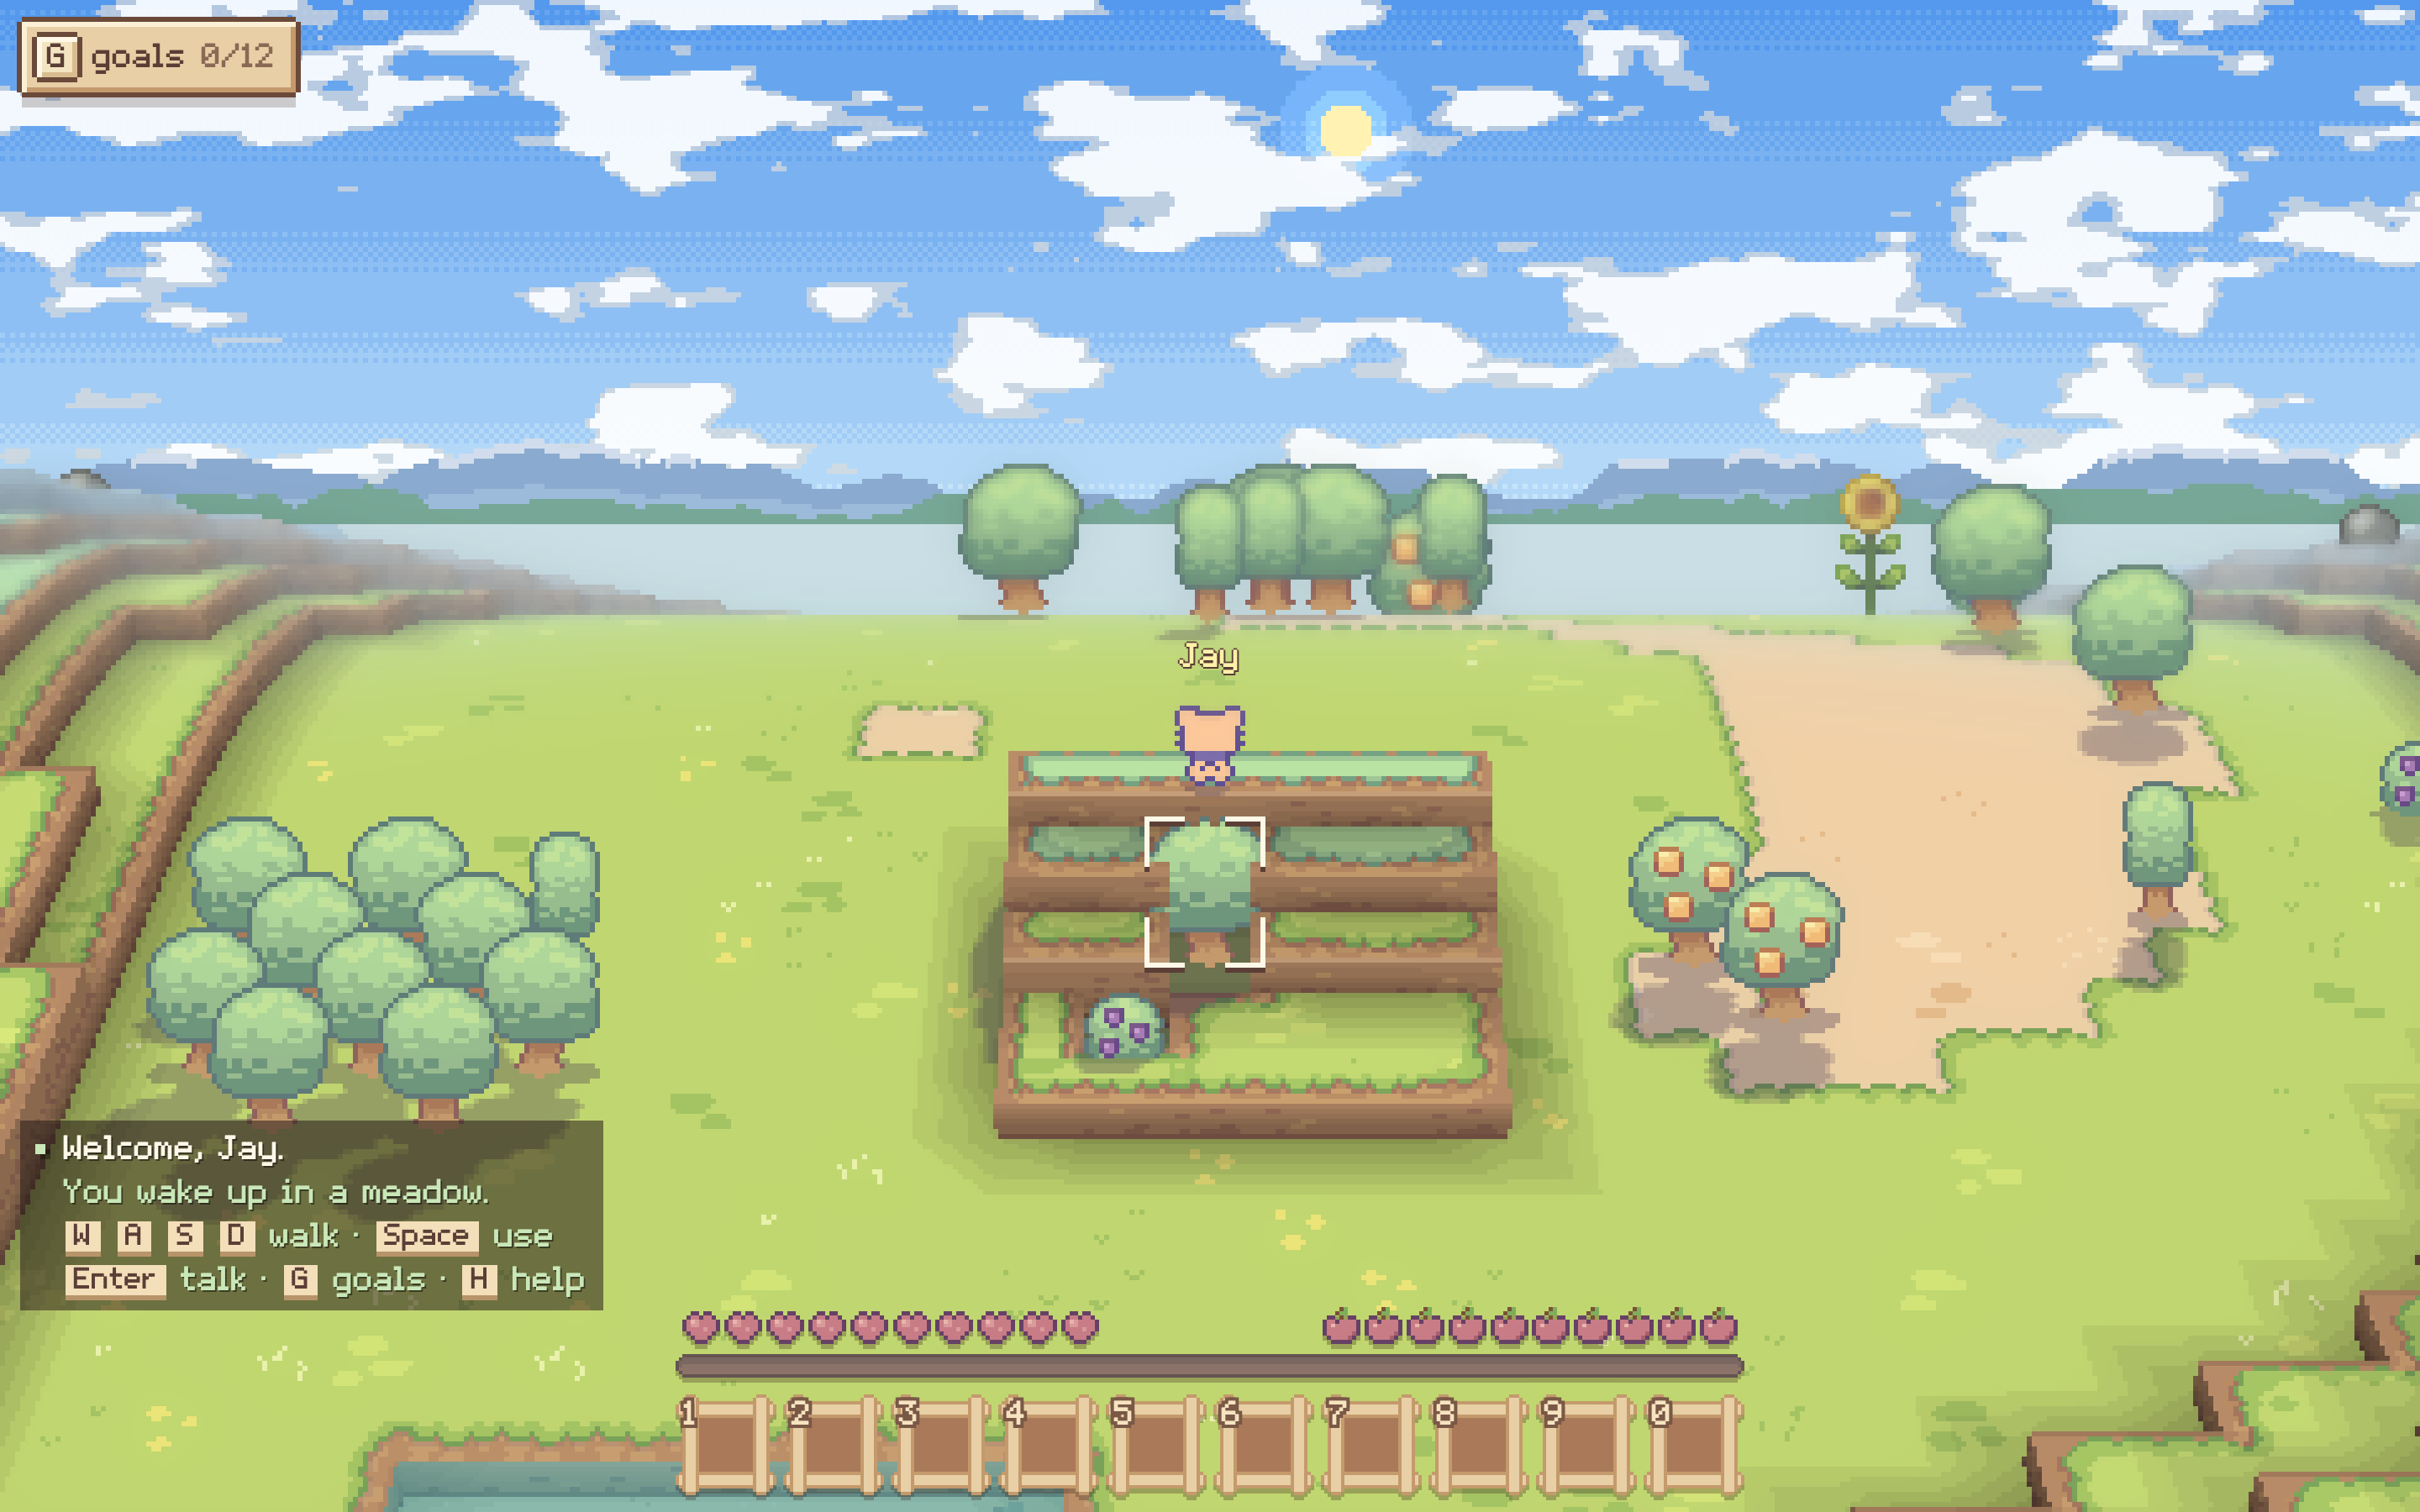 G goals 0/12
Jay
Welcome, Jay.
You wake up in a meadow.
W A S D walk · Space use
Enter talk · G goals · H help
1 2 3 4 5 6 7 8 9 0